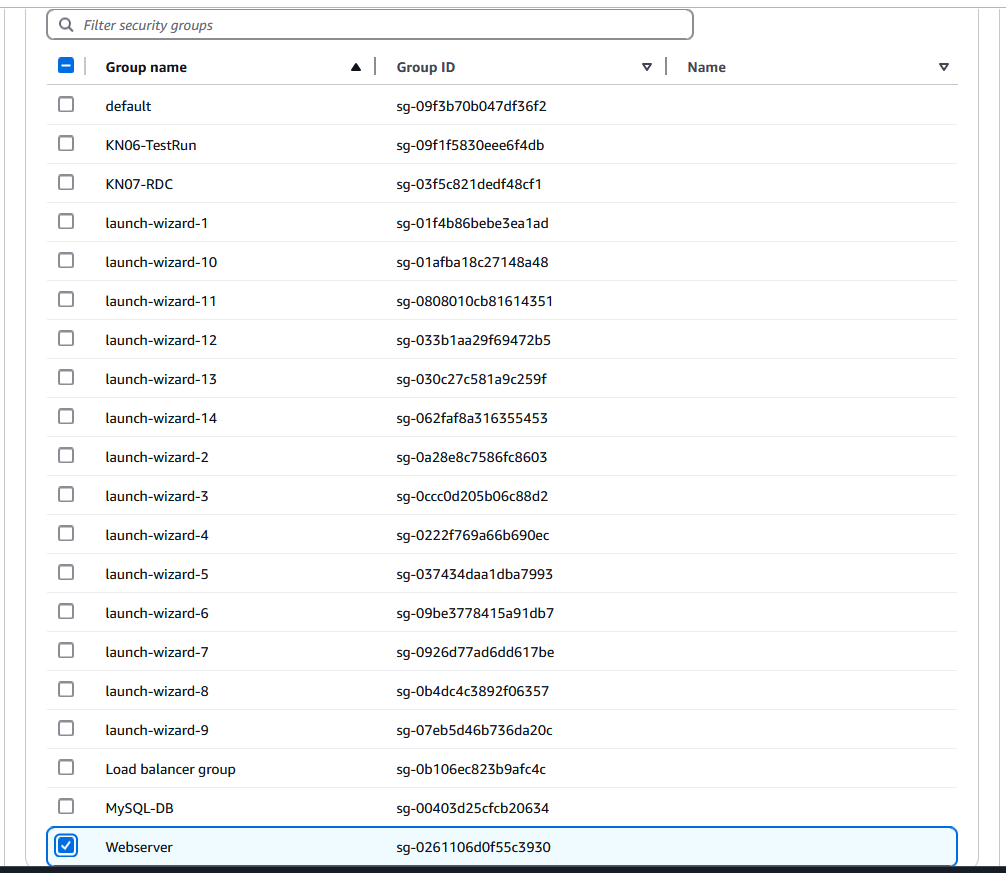 Filter security groups
Group name Group ID Name
default sg-09f3b70b047df36f2
KN06-TestRun sg-09f1f5830eee6f4db
KN07-RDC sg-03f5c821dedf48cf1
launch-wizard-1 sg-01f4b86bebe3ea1ad
launch-wizard-10 sg-01afba18c27148a48
launch-wizard-11 sg-0808010cb81614351
launch-wizard-12 sg-033b1aa29f69472b5
launch-wizard-13 sg-030c27c581a9c259f
launch-wizard-14 sg-062faf8a316355453
launch-wizard-2 sg-0a28e8c7586fc8603
launch-wizard-3 sg-0ccc0d205b06c88d2
launch-wizard-4 sg-0222f769a66b690ec
launch-wizard-5 sg-037434daa1dba7993
launch-wizard-6 sg-09be3778415a91db7
launch-wizard-7 sg-0926d77ad6dd617be
launch-wizard-8 sg-0b4dc4c3892f06357
launch-wizard-9 sg-07eb5d46b736da20c
Load balancer group sg-0b106ec823b9afc4c
MySQL-DB sg-00403d25cfcb20634
Webserver sg-0261106d0f55c3930